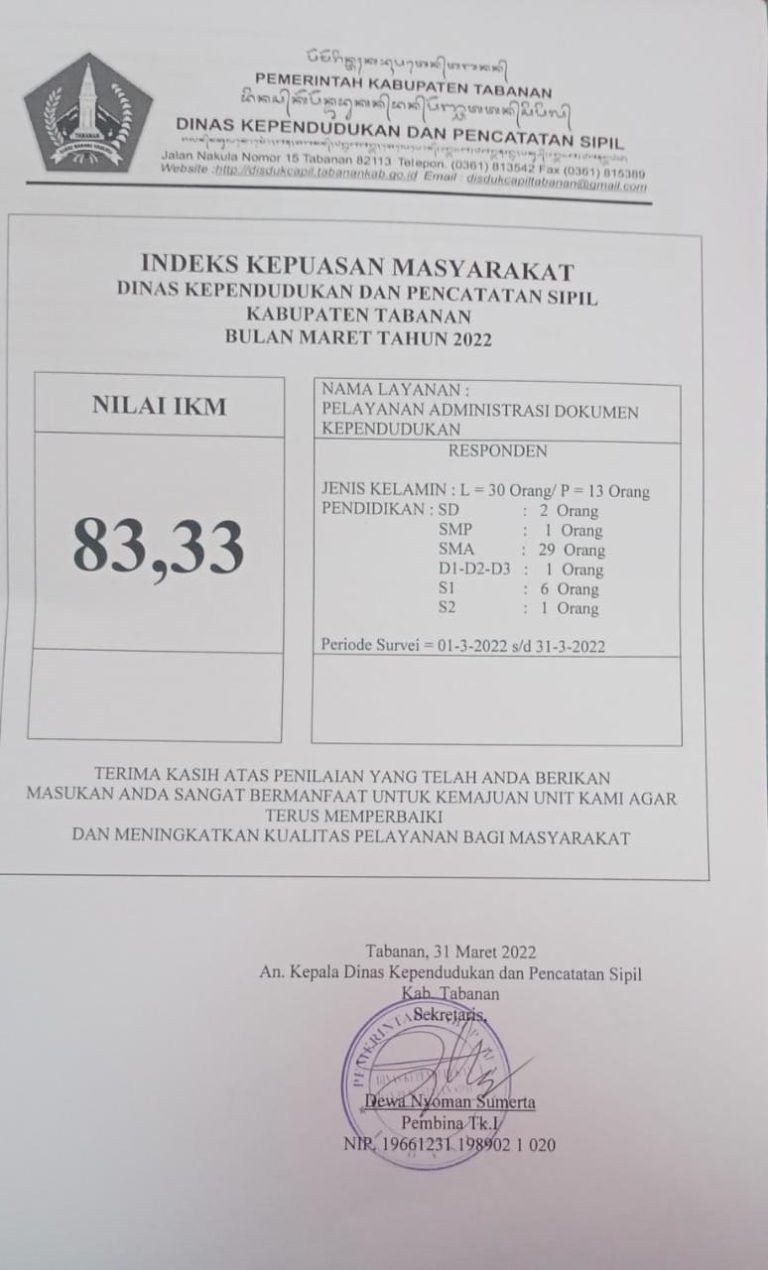 PEMERINTAH KABUPATEN TABANAN
DINAS KEPENDUDUKAN DAN PENCATATAN SIPIL
Jalan Nakula Nomor 15 Tabanan 82113 Telepon. (0361) 813542 Fax (0361) 815389
Website :http://disdukcapil.tabanankab.go.id Email : disdukcapiltabanan@gmail.com
TABANAN
INDEKS KEPUASAN MASYARAKAT
DINAS KEPENDUDUKAN DAN PENCATATAN SIPIL
KABUPATEN TABANAN
BULAN MARET TAHUN 2022
NILAI IKM
83,33
NAMA LAYANAN :
PELAYANAN ADMINISTRASI DOKUMEN
KEPENDUDUKAN
RESPONDEN
JENIS KELAMIN : L = 30 Orang/ P = 13 Orang
PENDIDIKAN : SD : 2 Orang
SMP : 1 Orang
SMA : 29 Orang
D1-D2-D3 : 1 Orang
S1 : 6 Orang
S2 : 1 Orang
Periode Survei = 01-3-2022 s/d 31-3-2022
TERIMA KASIH ATAS PENILAIAN YANG TELAH ANDA BERIKAN
MASUKAN ANDA SANGAT BERMANFAAT UNTUK KEMAJUAN UNIT KAMI AGAR
TERUS MEMPERBAIKI
DAN MENINGKATKAN KUALITAS PELAYANAN BAGI MASYARAKAT
Tabanan, 31 Maret 2022
An. Kepala Dinas Kependudukan dan Pencatatan Sipil
Kab. Tabanan
Sekretaris,
Dewa Nyoman Sumerta
Pembina Tk.I
NIP. 19661231 198902 1 020